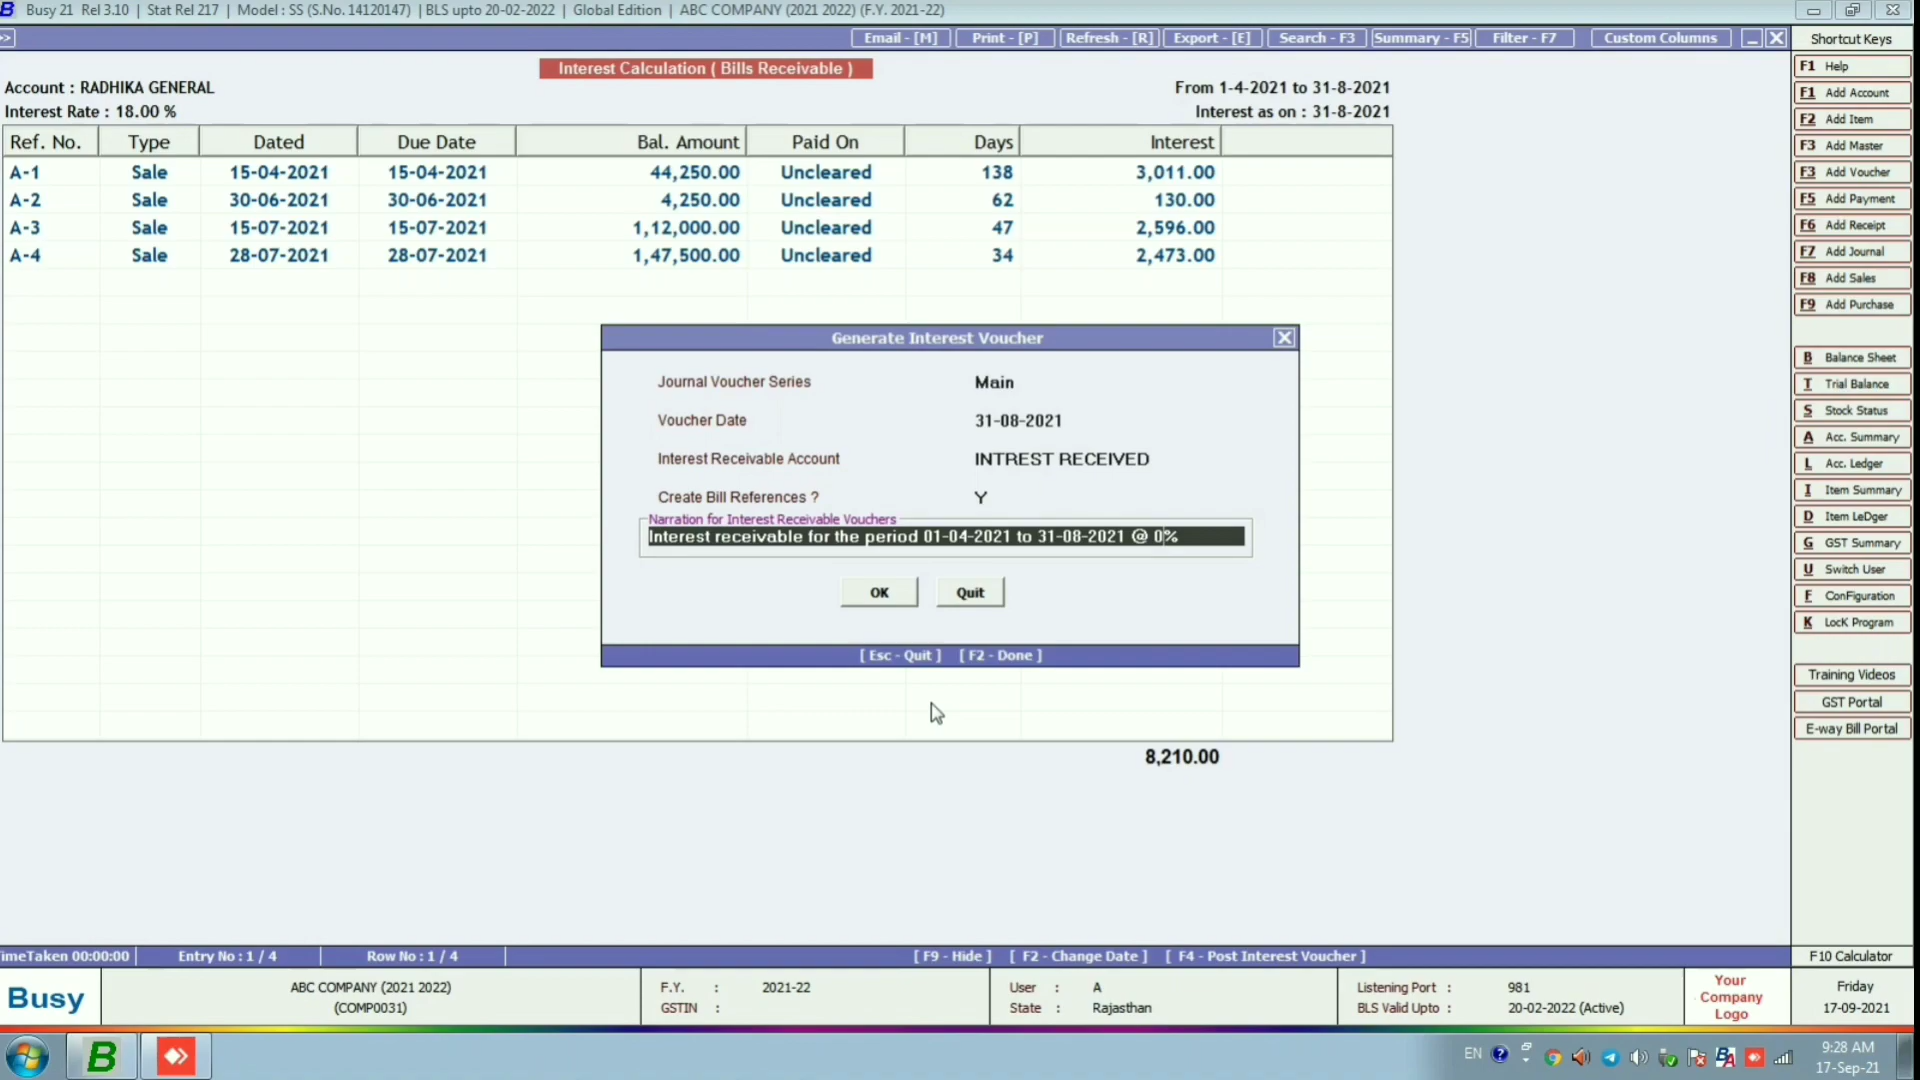 B Busy 21 Rel 3.10 | Stat Rel 217 | Model : SS (S.No. 14120147) | BLS upto 20-02-2022 | Global Edition | ABC COMPANY (2021 2022) (F.Y. 2021-22)
>> Email - [M] Print - [P] Refresh - [R] Export - [E] Search - F3 Summary - F5 Filter - F7 Custom Columns
Interest Calculation ( Bills Receivable )
Account : RADHIKA GENERAL From 1-4-2021 to 31-8-2021
Interest Rate : 18.00 % Interest as on : 31-8-2021
Ref. No. Type Dated Due Date Bal. Amount Paid On Days Interest
A-1 Sale 15-04-2021 15-04-2021 44,250.00 Uncleared 138 3,011.00
A-2 Sale 30-06-2021 30-06-2021 4,250.00 Uncleared 62 130.00
A-3 Sale 15-07-2021 15-07-2021 1,12,000.00 Uncleared 47 2,596.00
A-4 Sale 28-07-2021 28-07-2021 1,47,500.00 Uncleared 34 2,473.00
Generate Interest Voucher
Journal Voucher Series Main
Voucher Date 31-08-2021
Interest Receivable Account INTREST RECEIVED
Create Bill References ? Y
Narration for Interest Receivable Vouchers
Interest receivable for the period 01-04-2021 to 31-08-2021 @ 0%
OK Quit
[ Esc - Quit ] [ F2 - Done ]
8,210.00
Shortcut Keys
F1 Help
F1 Add Account
F2 Add Item
F3 Add Master
F3 Add Voucher
F5 Add Payment
F6 Add Receipt
F7 Add Journal
F8 Add Sales
F9 Add Purchase
B Balance Sheet
T Trial Balance
S Stock Status
A Acc. Summary
L Acc. Ledger
I Item Summary
D Item LeDger
G GST Summary
U Switch User
F ConFiguration
K LocK Program
Training Videos
GST Portal
E-way Bill Portal
imeTaken 00:00:00 Entry No : 1 / 4 Row No : 1 / 4 [ F9 - Hide ] [ F2 - Change Date ] [ F4 - Post Interest Voucher ] F10 Calculator
Busy
ABC COMPANY (2021 2022)
(COMP0031)
F.Y. : 2021-22
GSTIN :
User : A
State : Rajasthan
Listening Port : 981
BLS Valid Upto : 20-02-2022 (Active)
Your
Company
Logo
Friday
17-09-2021
B
EN
9:28 AM
17-Sep-21